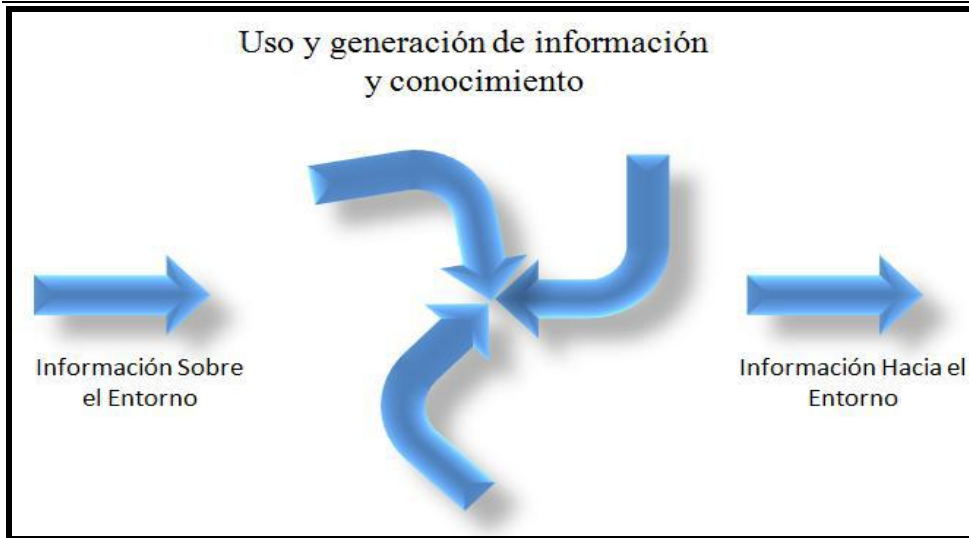 Uso y generación de información
y conocimiento
Información Sobre
el Entorno
Información Hacia el
Entorno